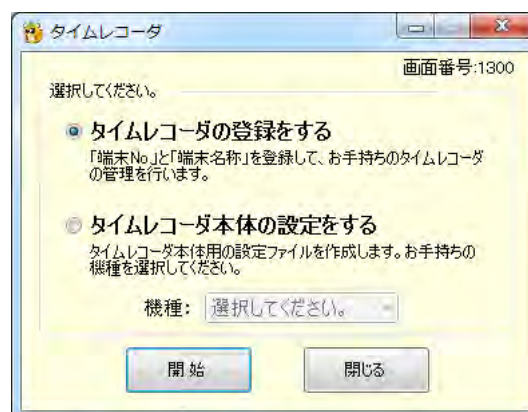 タイムレコーダ
画面番号:1300
選択してください。
タイムレコーダの登録をする
「端末No」と「端末名称」を登録して、お手持ちのタイムレコーダ
の管理を行います。
タイムレコーダ本体の設定をする
タイムレコーダ本体用の設定ファイルを作成します。お手持ちの
機種を選択してください。
機種: 選択してください。
開始
閉じる